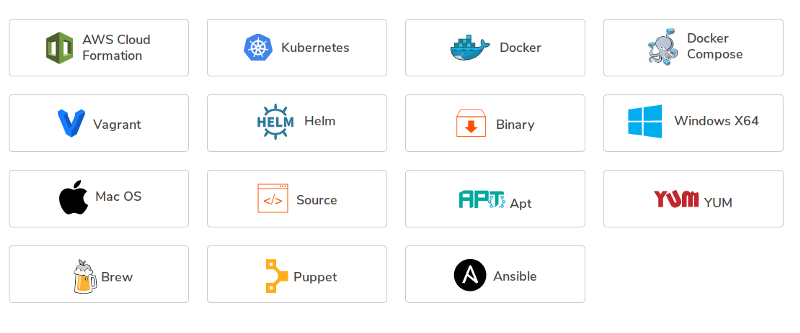 AWS Cloud
Formation
Kubernetes
Docker
Docker
Compose
Vagrant
HELM
Helm
Binary
Windows X64
Mac OS
</>
Source
APT
Apt
YUM
YUM
Brew
Puppet
Ansible